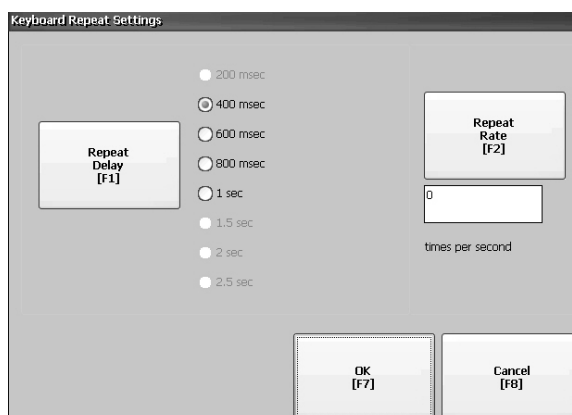 Keyboard Repeat Settings
200 msec
400 msec
600 msec
800 msec
1 sec
1.5 sec
2 sec
2.5 sec
Repeat
Delay
[F1]
Repeat
Rate
[F2]
0
times per second
OK
[F7]
Cancel
[F8]